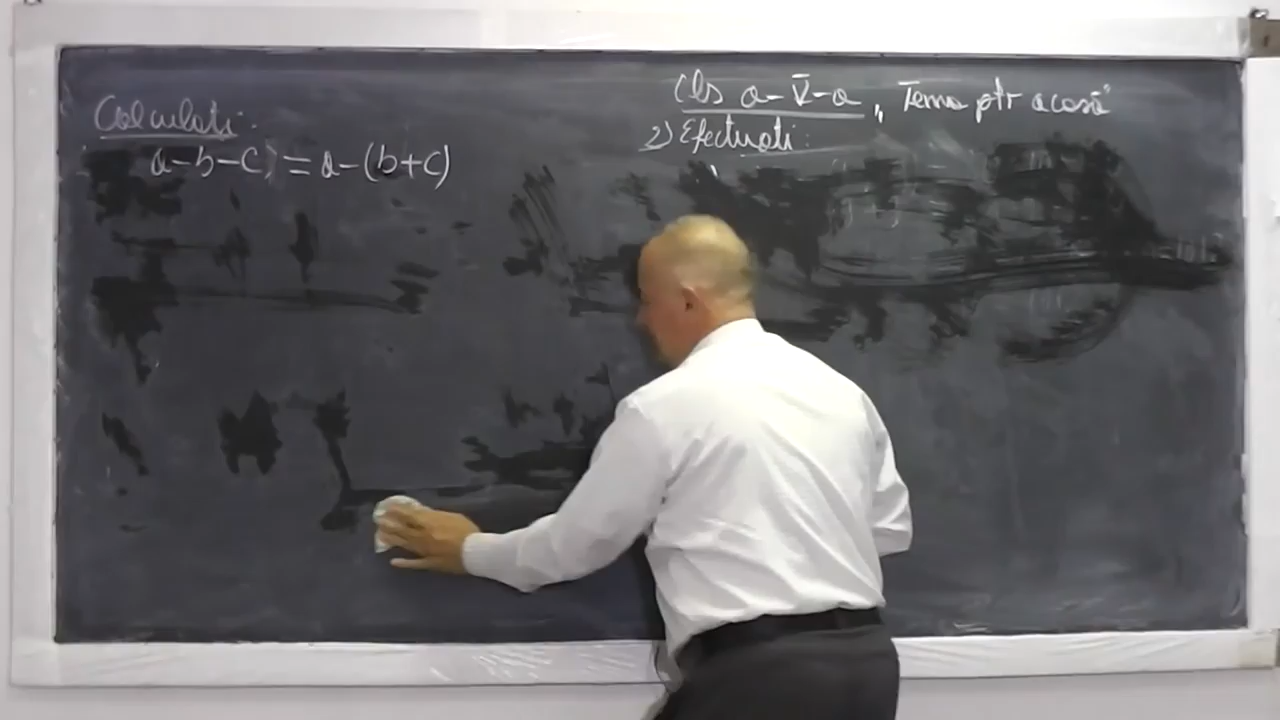 Calculati:
a-b-c = a-(b+c)
Cls a-V-a „Tema ptr acasă"
2) Efectuati: